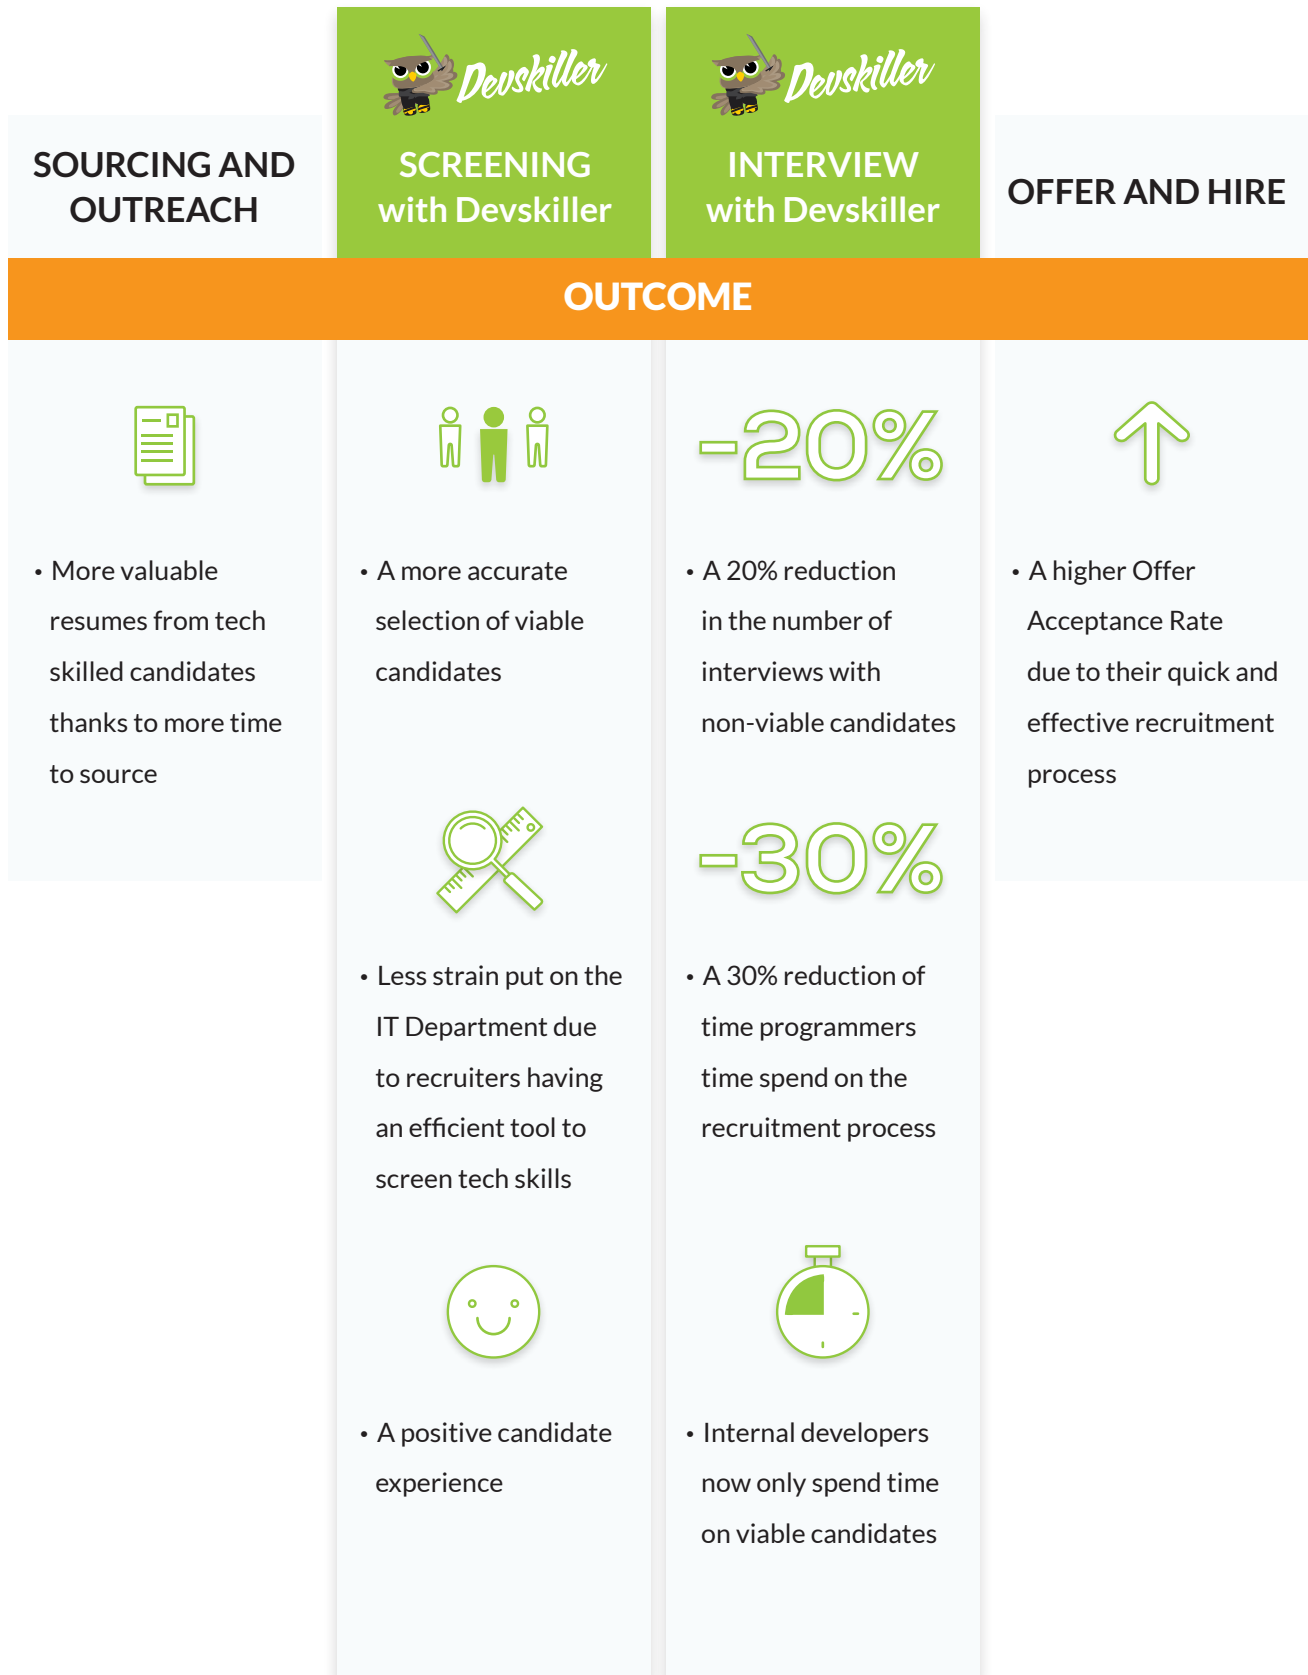 SOURCING AND
OUTREACH
Devskiller
SCREENING
with Devskiller
Devskiller
INTERVIEW
with Devskiller
OFFER AND HIRE
OUTCOME
• More valuable
resumes from tech
skilled candidates
thanks to more time
to source
• A more accurate
selection of viable
candidates
• Less strain put on the
IT Department due
to recruiters having
an efficient tool to
screen tech skills
• A positive candidate
experience
-20%
• A 20% reduction
in the number of
interviews with
non-viable candidates
-30%
• A 30% reduction of
time programmers
time spend on the
recruitment process
• Internal developers
now only spend time
on viable candidates
• A higher Offer
Acceptance Rate
due to their quick and
effective recruitment
process